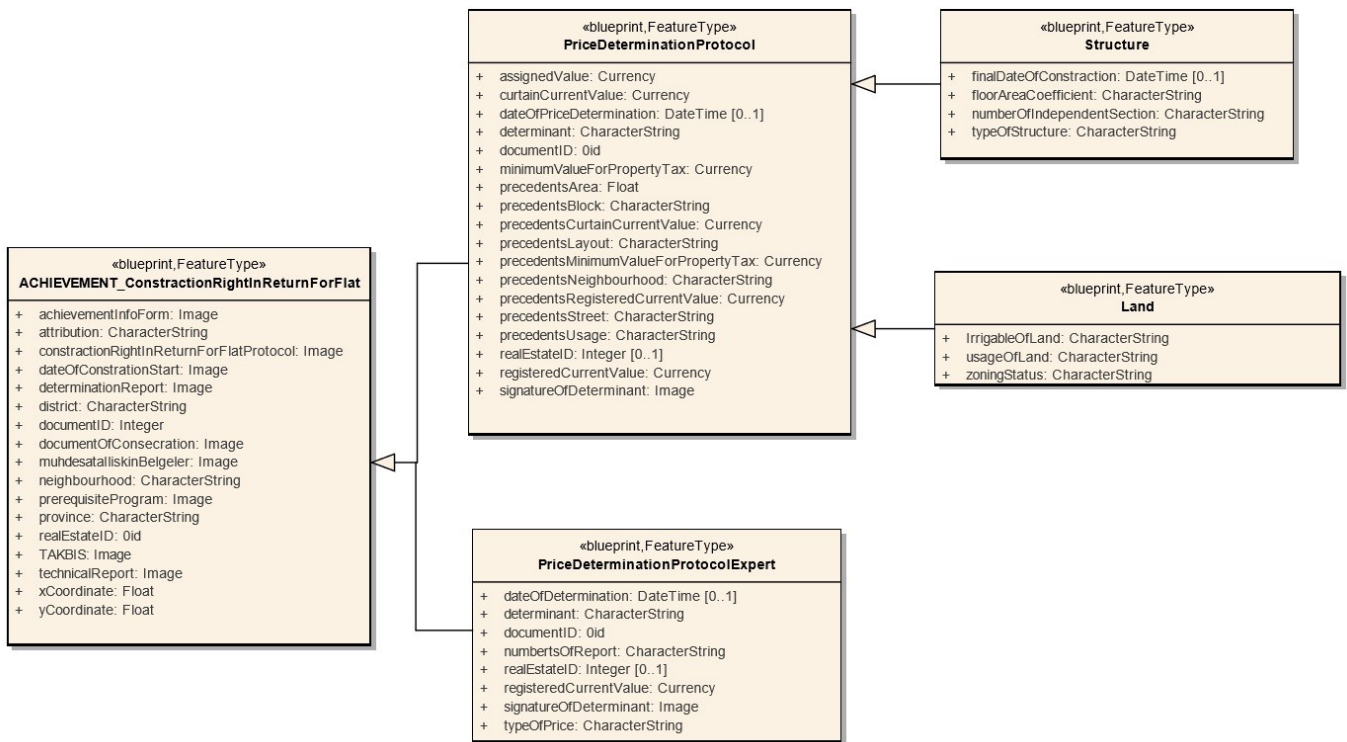 «blueprint,FeatureType»
ACHIEVEMENT_ConstractionRightInReturnForFlat
+ achievementInfoForm: Image
+ attribution: CharacterString
+ constractionRightInReturnForFlatProtocol: Image
+ dateOfConstrationStart: Image
+ determinationReport: Image
+ district: CharacterString
+ documentID: Integer
+ documentOfConsecration: Image
+ muhdesatalliskinBelgeler: Image
+ neighbourhood: CharacterString
+ prerequisiteProgram: Image
+ province: CharacterString
+ realEstateID: 0id
+ TAKBIS: Image
+ technicalReport: Image
+ xCoordinate: Float
+ yCoordinate: Float
«blueprint,FeatureType»
PriceDeterminationProtocol
+ assignedValue: Currency
+ curtainCurrentValue: Currency
+ dateOfPriceDetermination: DateTime [0..1]
+ determinant: CharacterString
+ documentID: 0id
+ minimumValueForPropertyTax: Currency
+ precedentsArea: Float
+ precedentsBlock: CharacterString
+ precedentsCurtainCurrentValue: Currency
+ precedentsLayout: CharacterString
+ precedentsMinimumValueForPropertyTax: Currency
+ precedentsNeighbourhood: CharacterString
+ precedentsRegisteredCurrentValue: Currency
+ precedentsStreet: CharacterString
+ precedentsUsage: CharacterString
+ realEstateID: Integer [0..1]
+ registeredCurrentValue: Currency
+ signatureOfDeterminant: Image
«blueprint,FeatureType»
PriceDeterminationProtocolExpert
+ dateOfDetermination: DateTime [0..1]
+ determinant: CharacterString
+ documentID: 0id
+ numbertsOfReport: CharacterString
+ realEstateID: Integer [0..1]
+ registeredCurrentValue: Currency
+ signatureOfDeterminant: Image
+ typeOfPrice: CharacterString
«blueprint,FeatureType»
Structure
+ finalDateOfConstraction: DateTime [0..1]
+ floorAreaCoefficient: CharacterString
+ numberOfIndependentSection: CharacterString
+ typeOfStructure: CharacterString
«blueprint,FeatureType»
Land
+ IrrigableOfLand: CharacterString
+ usageOfLand: CharacterString
+ zoningStatus: CharacterString